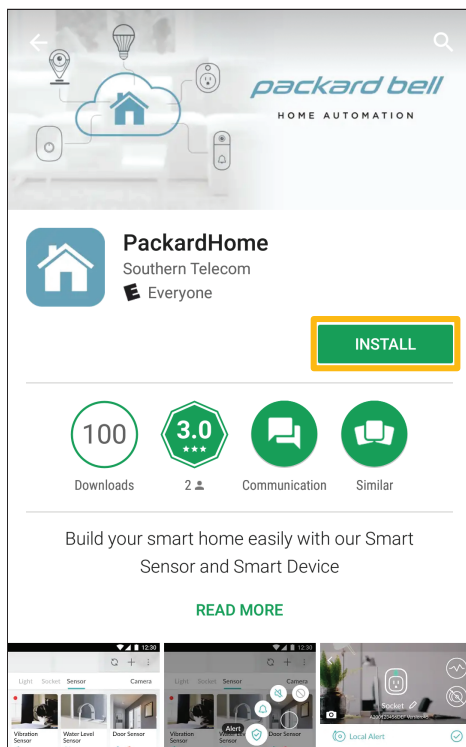 packard bell
HOME AUTOMATION
PackardHome
Southern Telecom
E Everyone
INSTALL
100
3.0
Downloads
2
Communication
Similar
Build your smart home easily with our Smart
Sensor and Smart Device
READ MORE
12:30
Light Socket Sensor Camera
Vibration
Sensor
Water Level
Sensor
Door Sensor
12:30
Light Socket Sensor Camera
Vibration
Sensor
Alert
Door Sensor
Socket
Local Alert